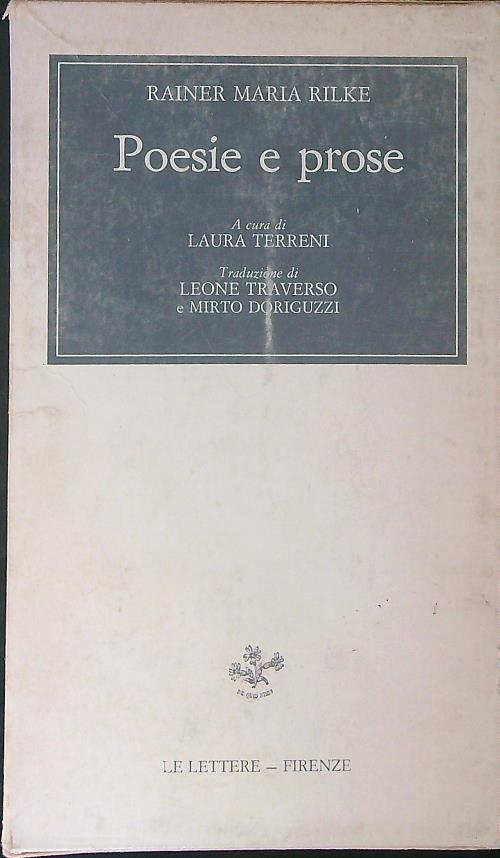 RAINER MARIA RILKE
Poesie e prose
A cura di
LAURA TERRENI
Traduzione di
LEONE TRAVERSO
e MIRTO DORIGUZZI
LE LETTERE – FIRENZE